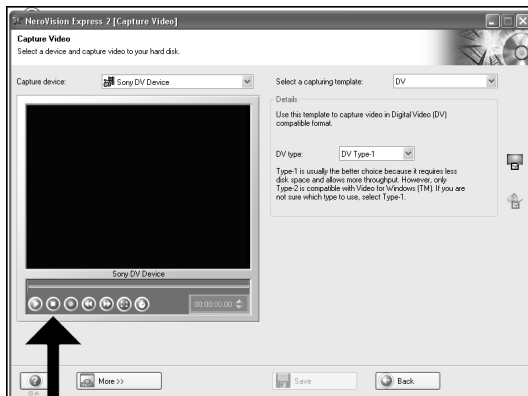 NeroVision Express 2 [Capture Video]
Capture Video
Select a device and capture video to your hard disk.
Capture device:
Sony DV Device
Select a capturing template:
DV
Details
Use this template to capture video in Digital Video (DV)
compatible format.
DV type:
DV Type-1
Type-1 is usually the better choice because it requires less
disk space and allows more throughput. However, only
Type-2 is compatible with Video for Windows (TM). If you are
not sure which type to use, select Type-1.
Sony DV Device
00:00:00.00
More >>
Save
Back